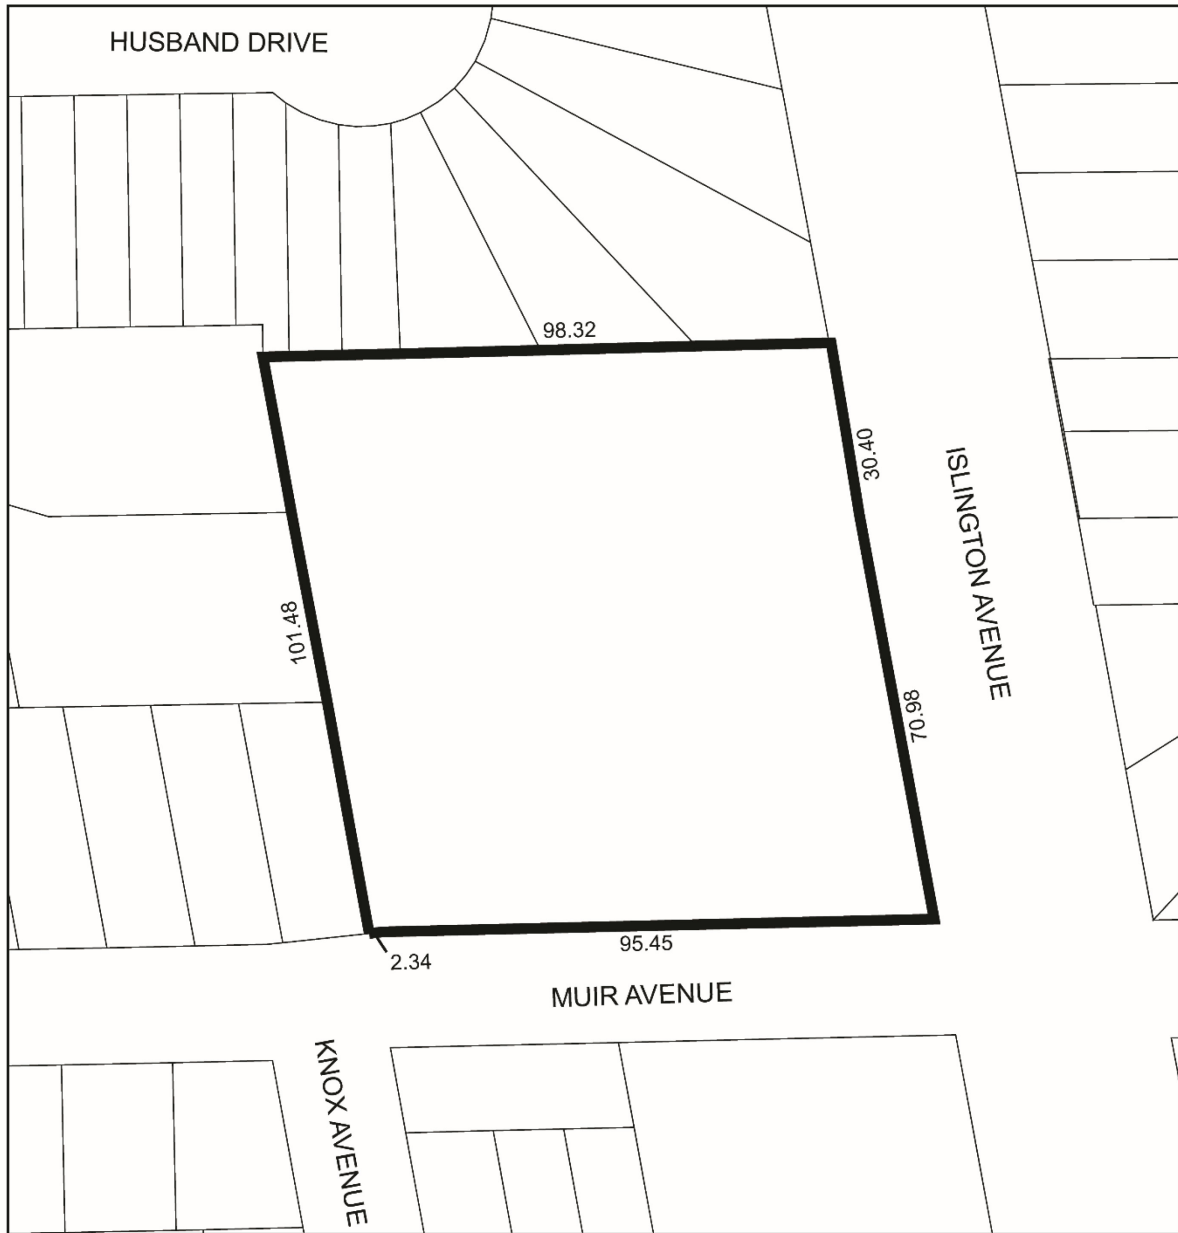 HUSBAND DRIVE
98.32
30.40
ISLINGTON AVENUE
101.48
70.98
95.45
2.34
MUIR AVENUE
KNOX AVENUE